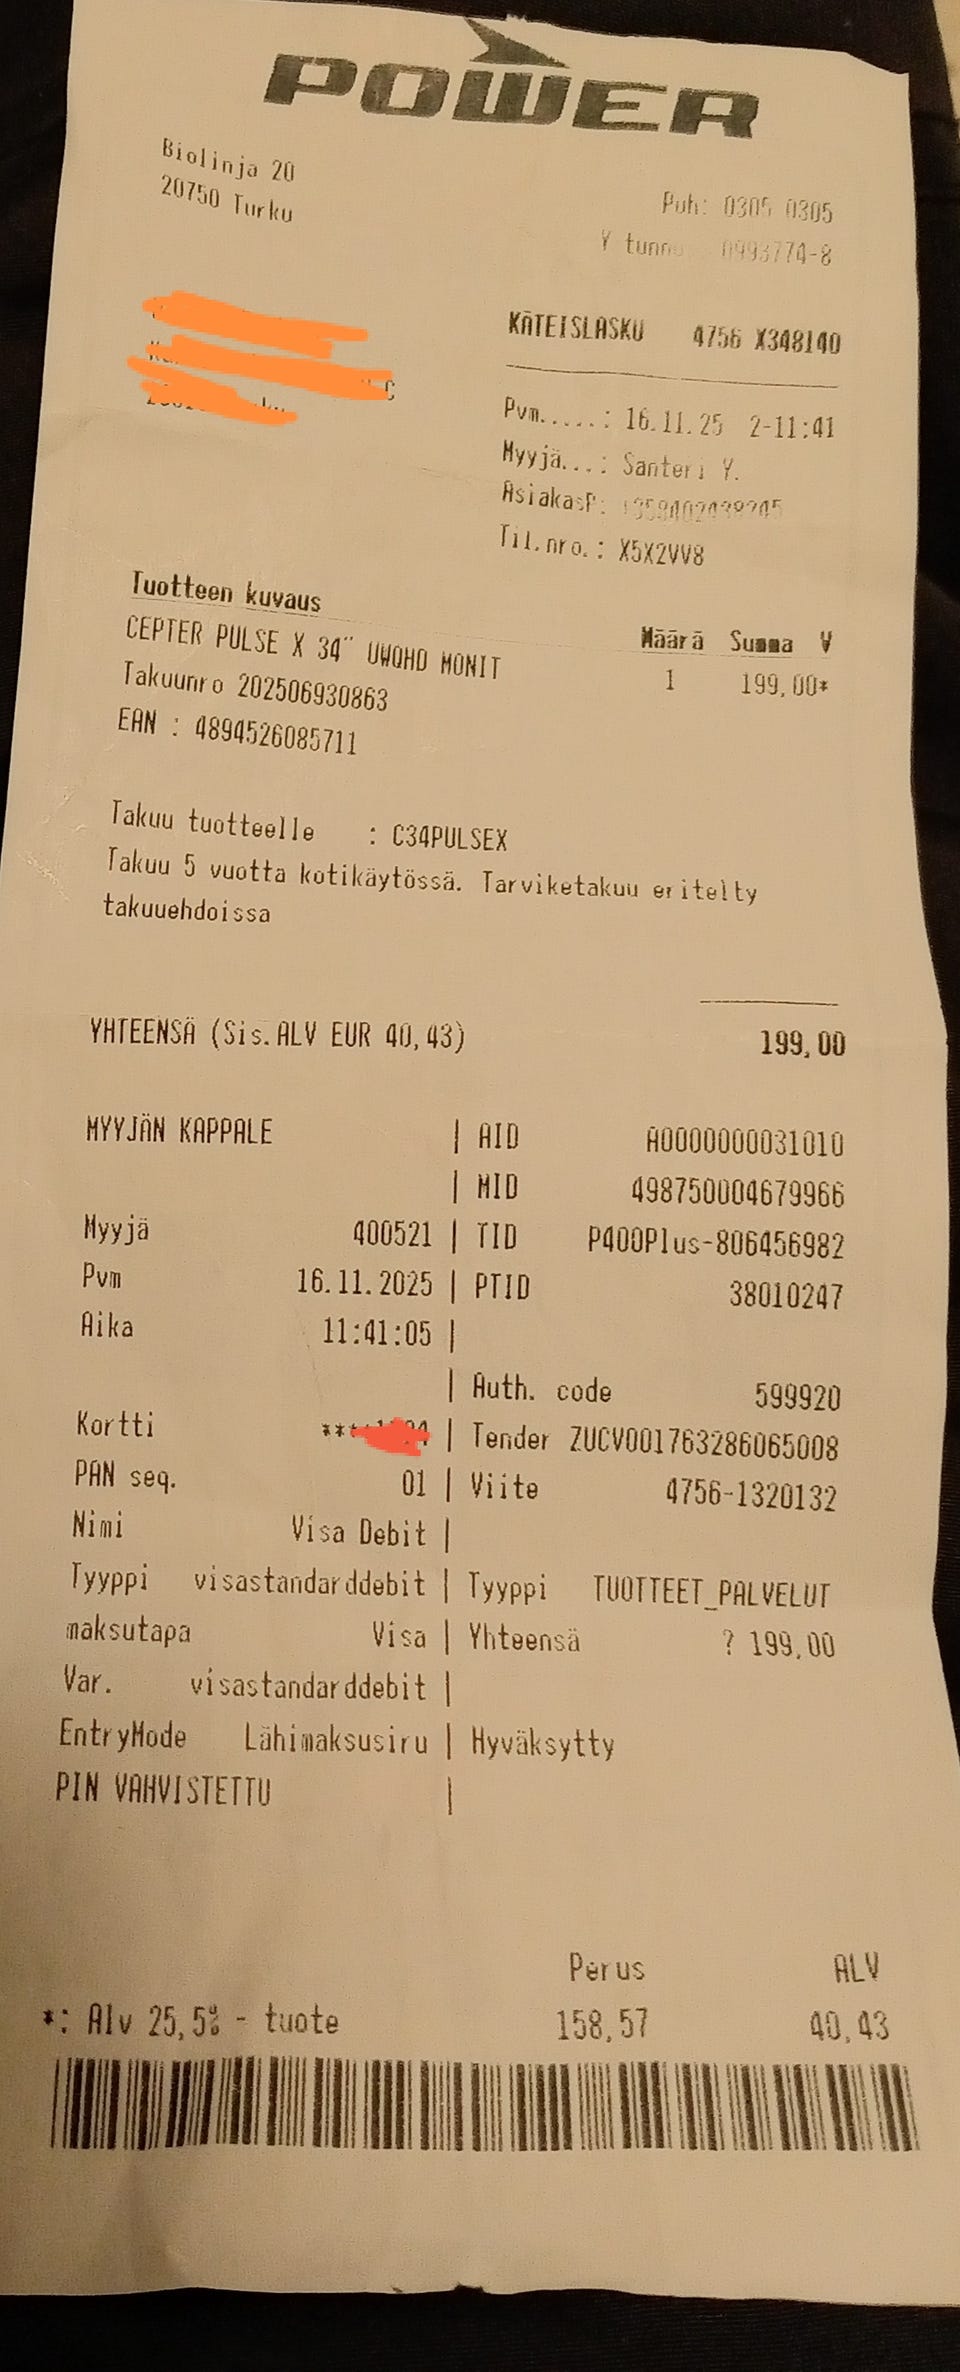 POWER
Biolinja 20
20750 Turku
Puh: 0305 0305
Y tunnu 0993774-8
KÄTEISLASKU 4756 X348140
Pvm.....: 16.11.25 2-11:41
Myyjä...: Santeri Y.
AsiakasP:
Til.nro.: X5X2VV8
Tuotteen kuvaus
Määrä Summa V
CEPTER PULSE X 34" UWQHD MONIT
1 199,00*
Takuunro 202506930863
EAN : 4894526085711
Takuu tuotteelle : C34PULSEX
Takuu 5 vuotta kotikäytössä. Tarviketakuu eritelty
takuuehdoissa
YHTEENSÄ (Sis.ALV EUR 40,43) 199,00
MYYJÄN KAPPALE | AID A0000000031010
| MID 498750004679966
Myyjä 400521 | TID P400Plus-806456982
Pvm 16.11.2025 | PTID 38010247
Aika 11:41:05 |
| Auth. code 599920
Kortti *** | Tender ZUCV001763286065008
PAN seq. 01 | Viite 4756-1320132
Nimi Visa Debit |
Tyyppi visastandarddebit | Tyyppi TUOTTEET_PALVELUT
maksutapa Visa | Yhteensä ? 199,00
Var. visastandarddebit |
EntryMode Lähimaksusiru | Hyväksytty
PIN VAHVISTETTU |
Perus ALV
*: Alv 25,5% - tuote 158,57 40,43